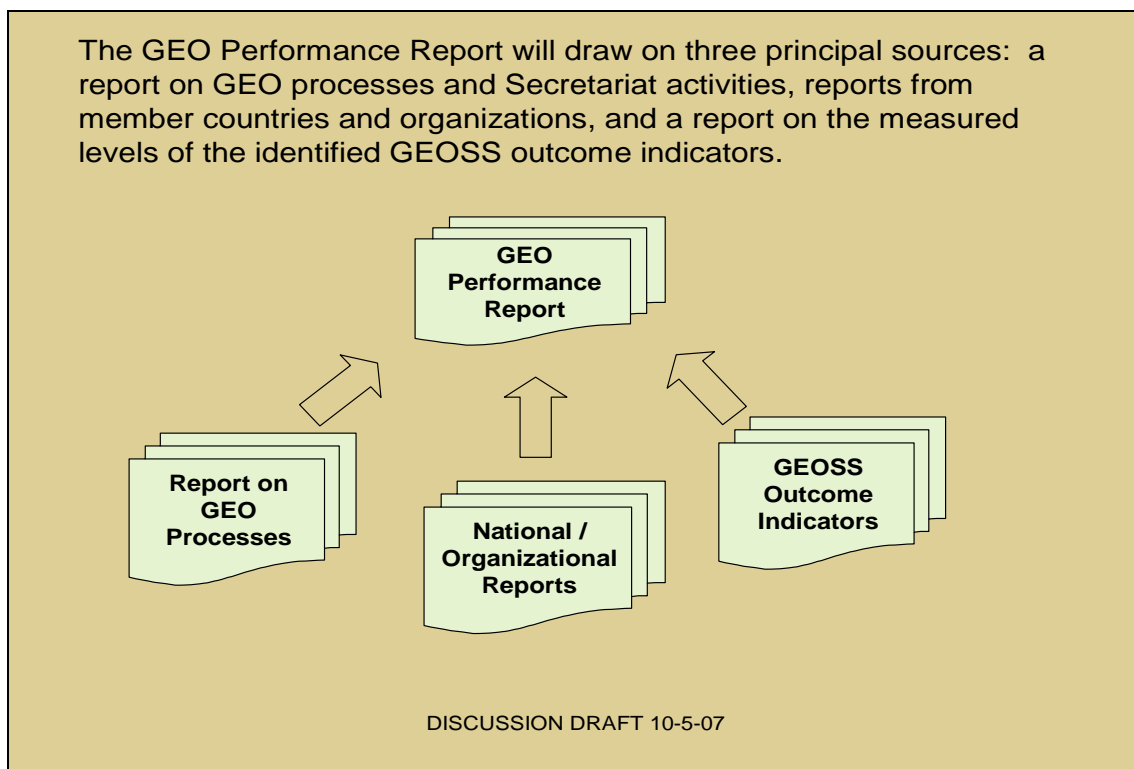 The GEO Performance Report will draw on three principal sources:  a
report on GEO processes and Secretariat activities, reports from
member countries and organizations, and a report on the measured
levels of the identified GEOSS outcome indicators.
GEO
Performance
Report
Report on
GEO
Processes
National /
Organizational
Reports
GEOSS
Outcome
Indicators
DISCUSSION DRAFT 10-5-07